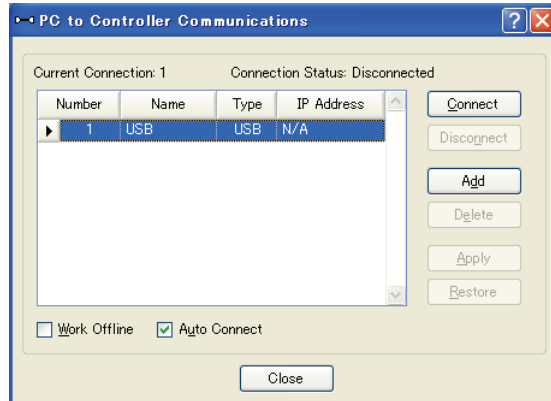 PC to Controller Communications
Current Connection: 1 Connection Status: Disconnected
Number Name Type IP Address
1 USB USB N/A
Connect
Disconnect
Add
Delete
Apply
Restore
Work Offline Auto Connect
Close